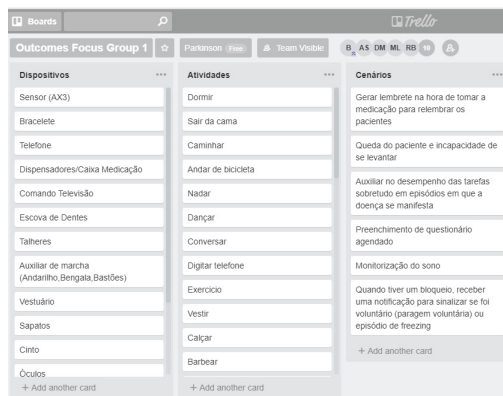 Boards
Trello
Outcomes Focus Group 1
Parkinson Free
Team Visible
B AS DM ML RB 18
Dispositivos
Sensor (AX3)
Bracelete
Telefone
Dispensadores/Caixa Medicação
Comando Televisão
Escova de Dentes
Talheres
Auxiliar de marcha
(Andarilho,Bengala,Bastões)
Vestuário
Sapatos
Cinto
Óculos
+ Add another card
Atividades
Dormir
Sair da cama
Caminhar
Andar de bicicleta
Nadar
Dançar
Conversar
Digitar telefone
Exercicio
Vestir
Calçar
Barbear
+ Add another card
Cenários
Gerar lembrete na hora de tomar a
medicação para relembrar os
pacientes
Queda do paciente e incapacidade de
se levantar
Auxiliar no desempenho das tarefas
sobretudo em episódios em que a
doença se manifesta
Preenchimento de questionário
agendado
Monitorização do sono
Quando tiver um bloqueio, receber
uma notificação para sinalizar se foi
voluntário (paragem voluntária) ou
episódio de freezing
+ Add another card